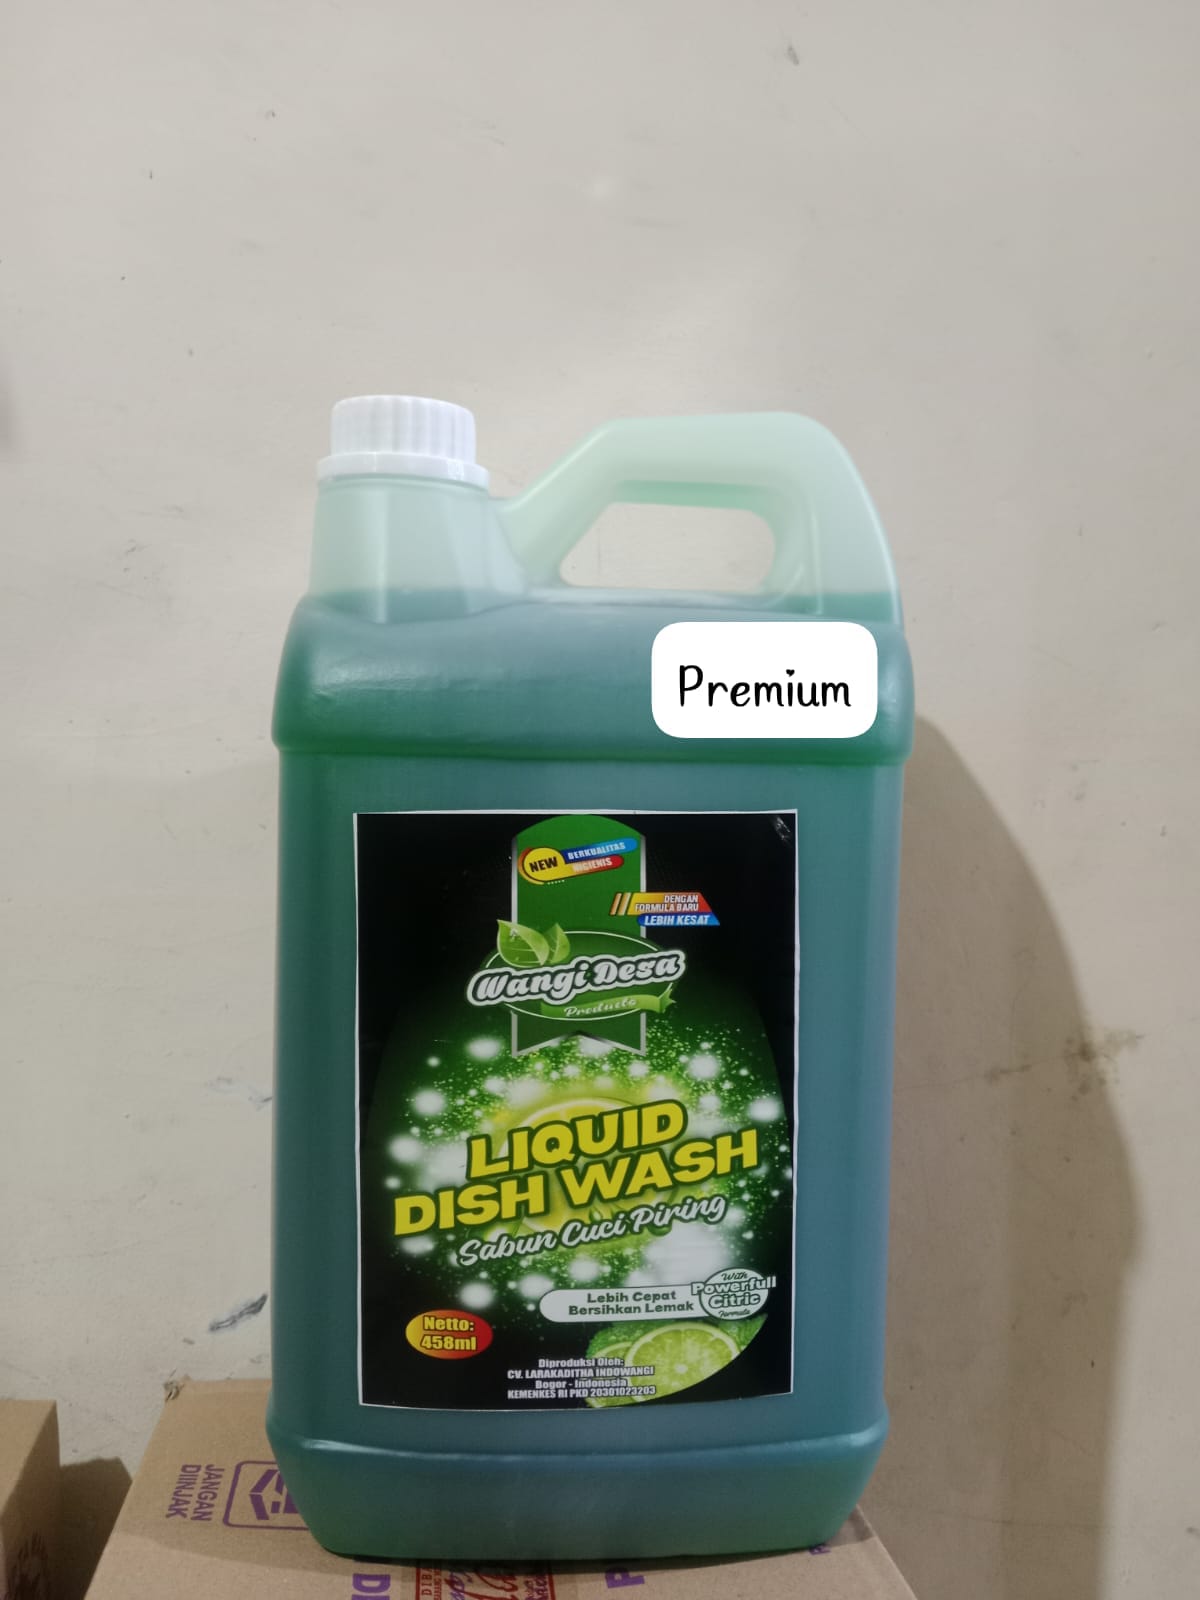 Premium
NEW
BERKUALITAS
HIGIENIS
DENGAN
FORMULA BARU
LEBIH KESAT
Wangi Desa
Products
LIQUID
DISH WASH
Sabun Cuci Piring
Lebih Cepat
Bersihkan Lemak
With
Powerfull
Citric
Formula
Netto:
458ml
Diproduksi Oleh:
CV. LARAKADITHA INDOWANGI
Bogor - Indonesia
KEMENKES RI PKD 20301023203
JANGAN
DIINJAK